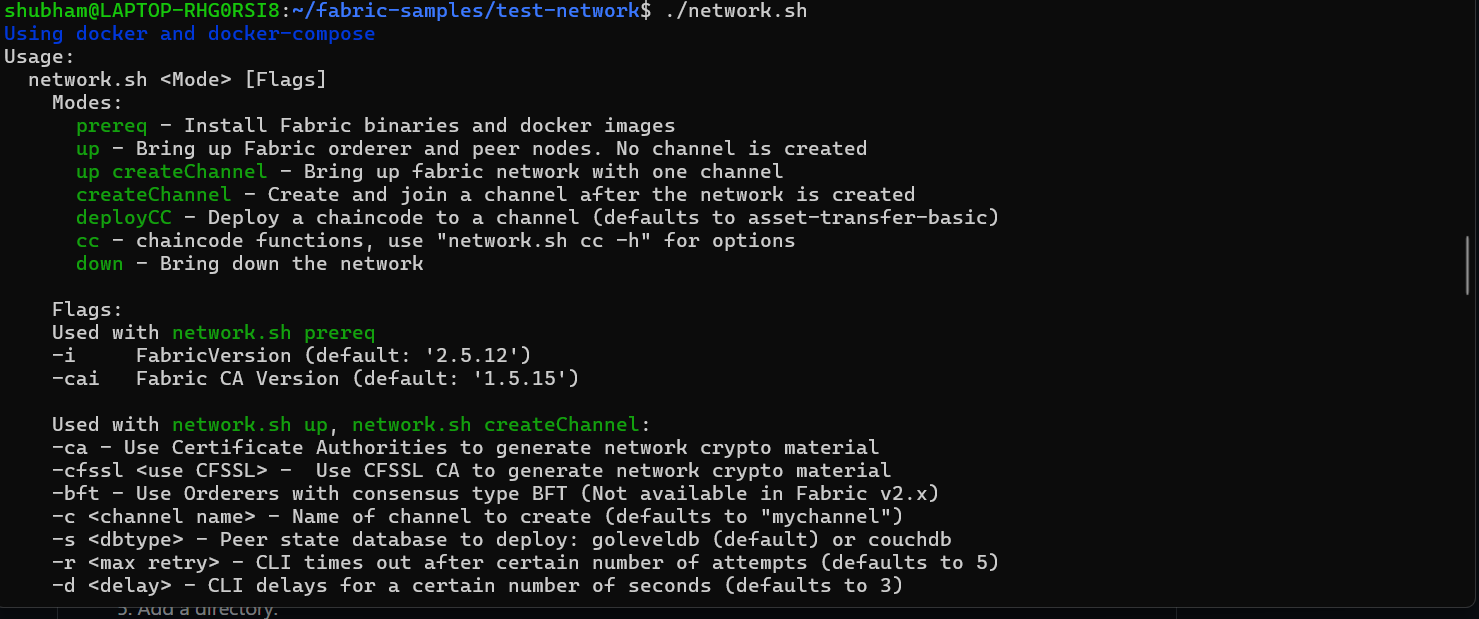 shubham@LAPTOP-RHG0RSI8:~/fabric-samples/test-network$ ./network.sh
Using docker and docker-compose
Usage:
  network.sh <Mode> [Flags]
    Modes:
      prereq - Install Fabric binaries and docker images
      up - Bring up Fabric orderer and peer nodes. No channel is created
      up createChannel - Bring up fabric network with one channel
      createChannel - Create and join a channel after the network is created
      deployCC - Deploy a chaincode to a channel (defaults to asset-transfer-basic)
      cc - chaincode functions, use "network.sh cc -h" for options
      down - Bring down the network

    Flags:
    Used with network.sh prereq
    -i     FabricVersion (default: '2.5.12')
    -cai   Fabric CA Version (default: '1.5.15')

    Used with network.sh up, network.sh createChannel:
    -ca - Use Certificate Authorities to generate network crypto material
    -cfssl <use CFSSL> -  Use CFSSL CA to generate network crypto material
    -bft - Use Orderers with consensus type BFT (Not available in Fabric v2.x)
    -c <channel name> - Name of channel to create (defaults to "mychannel")
    -s <dbtype> - Peer state database to deploy: goleveldb (default) or couchdb
    -r <max retry> - CLI times out after certain number of attempts (defaults to 5)
    -d <delay> - CLI delays for a certain number of seconds (defaults to 3)
5. Add a directory: